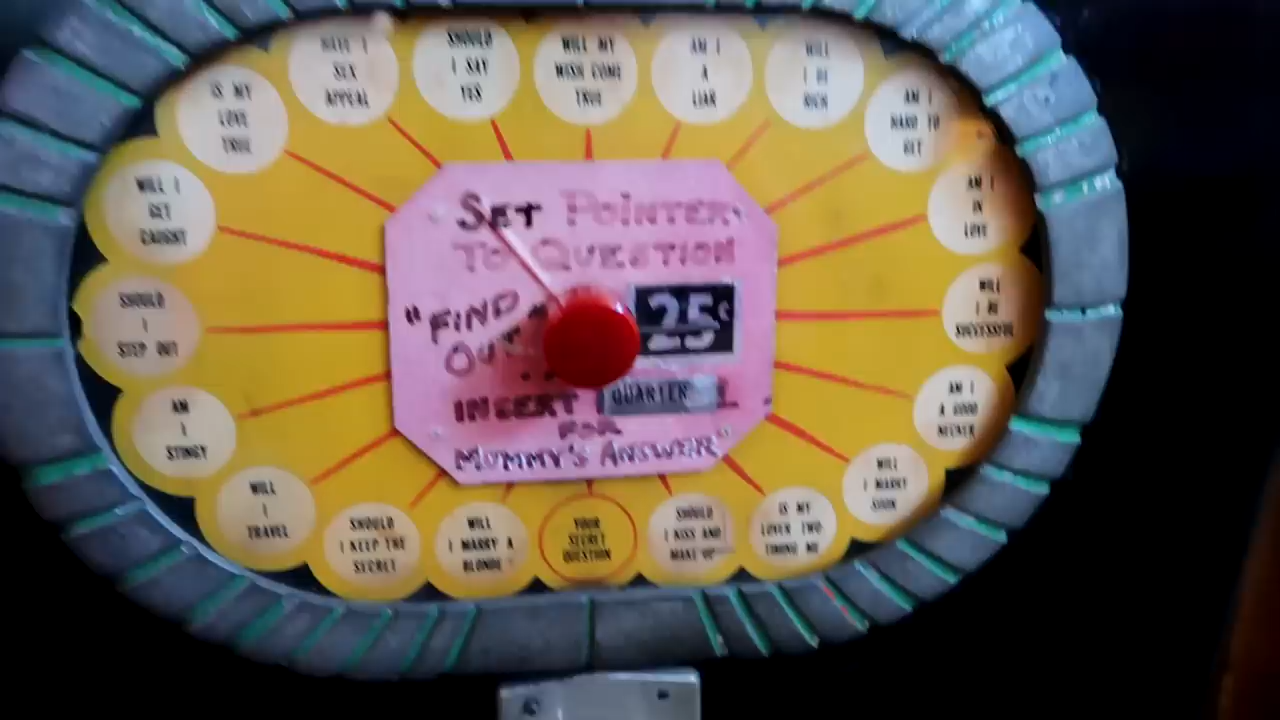 HAVE I
SEX
APPEAL
SHOULD
I SAY
YES
WILL MY
WISH COME
TRUE
AM I
A
LIAR
WILL
I BE
RICH
IS MY
LOVE
TRUE
AM I
HARD TO
GET
WILL I
GET
CAUGHT
AM I
IN
LOVE
SHOULD
I
STEP OUT
WILL
I BE
SUCCESSFUL
AM
I
STINGY
AM I
A GOOD
NECKER
WILL
I
TRAVEL
WILL
I MARRY
SOON
SHOULD
I KEEP THE
SECRET
WILL
I MARRY A
BLONDE
YOUR
SECRET
QUESTION
SHOULD
I KISS AND
MAKE UP
IS MY
LOVER TWO-
TIMING ME
SET POINTER
TO QUESTION
"FIND
OUT
25¢
INSERT QUARTER
FOR
MUMMY'S ANSWER